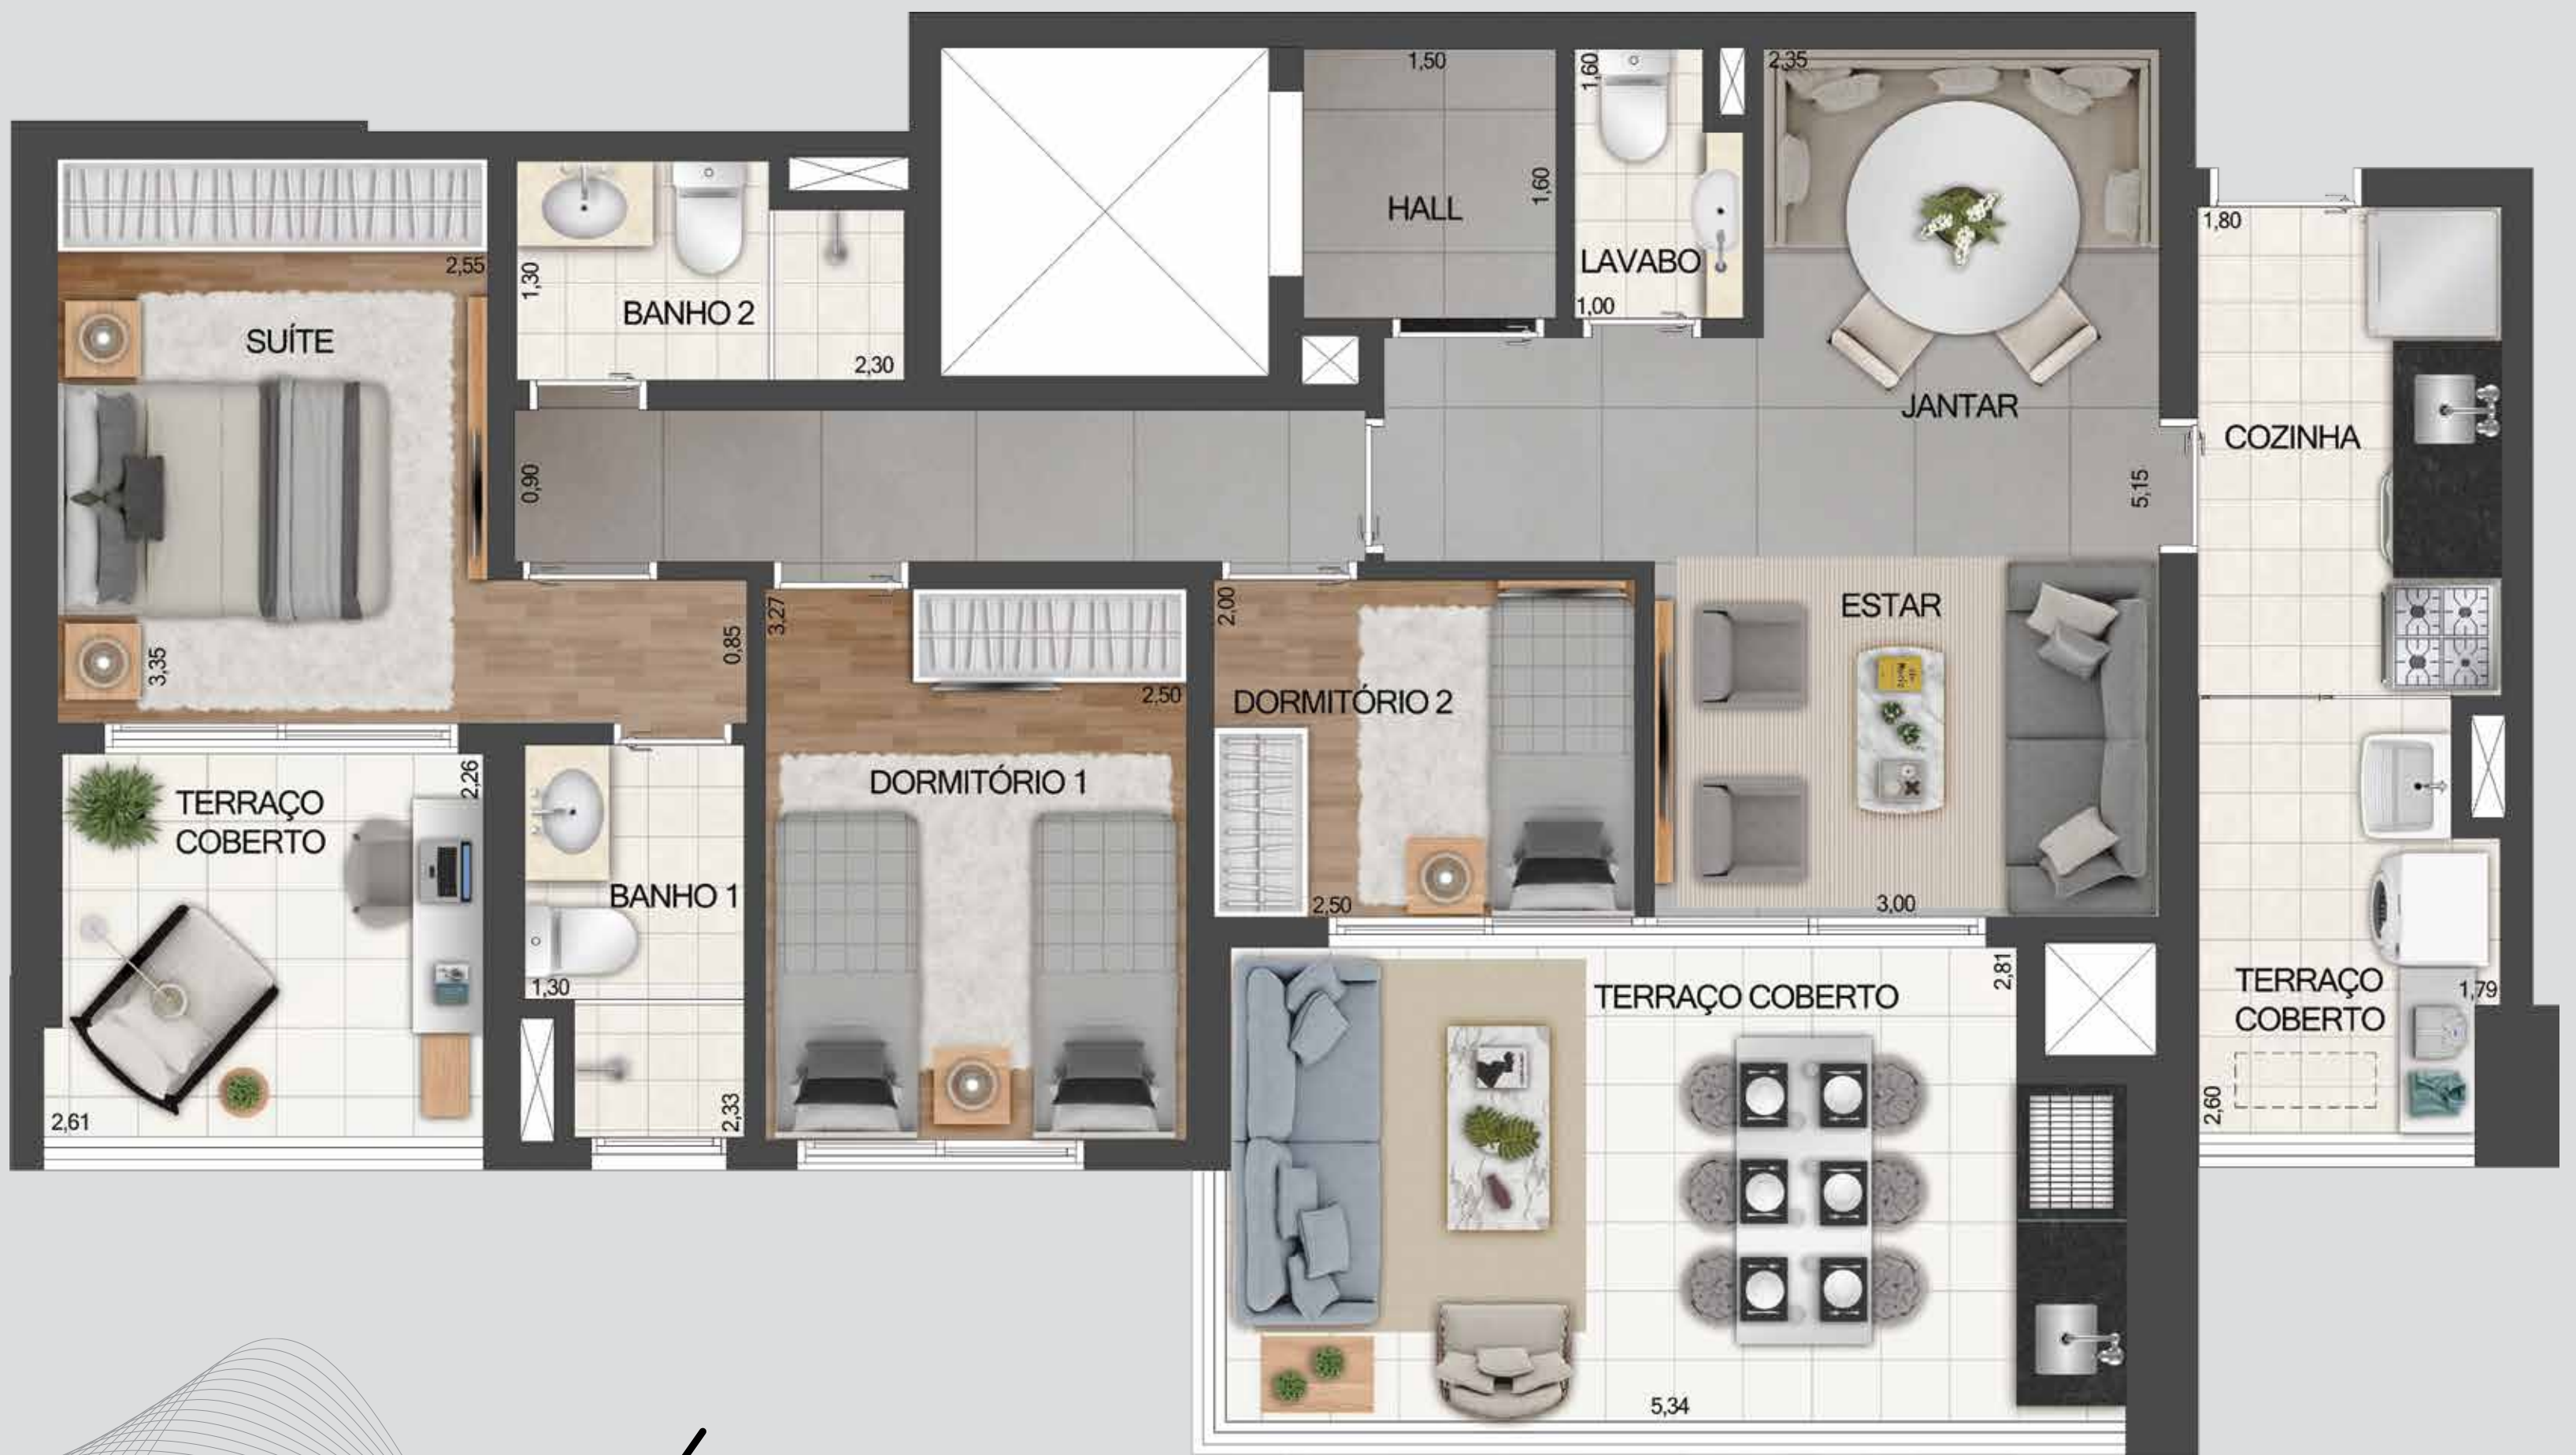 1,50
1,60
2,35
HALL
1,60
LAVABO
1,00
1,80
2,55
1,30
BANHO 2
2,30
SUÍTE
JANTAR
COZINHA
0,90
5,15
3,35
0,85
3,27
2,50
2,00
DORMITÓRIO 2
2,50
ESTAR
3,00
TERRAÇO
COBERTO
2,26
2,61
BANHO 1
1,30
2,33
DORMITÓRIO 1
TERRAÇO COBERTO
2,81
5,34
TERRAÇO
COBERTO
1,79
2,60